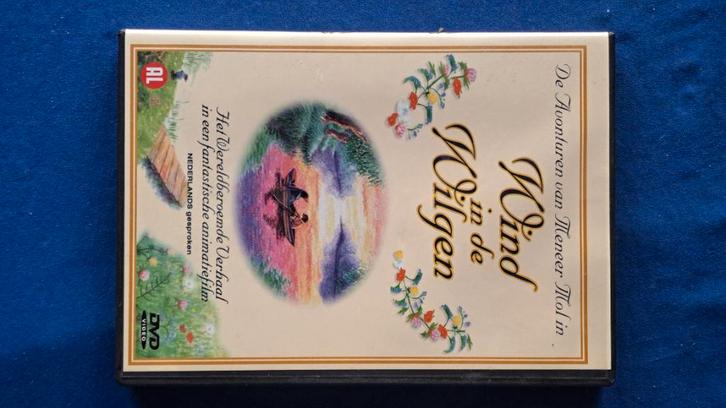 De Avonturen van Meneer Mol in
Wind
in de
Wilgen
Het Wereldberoemde Verhaal
in een fantastische animatiefilm
NEDERLANDS gesproken
AL
DVD
VIDEO